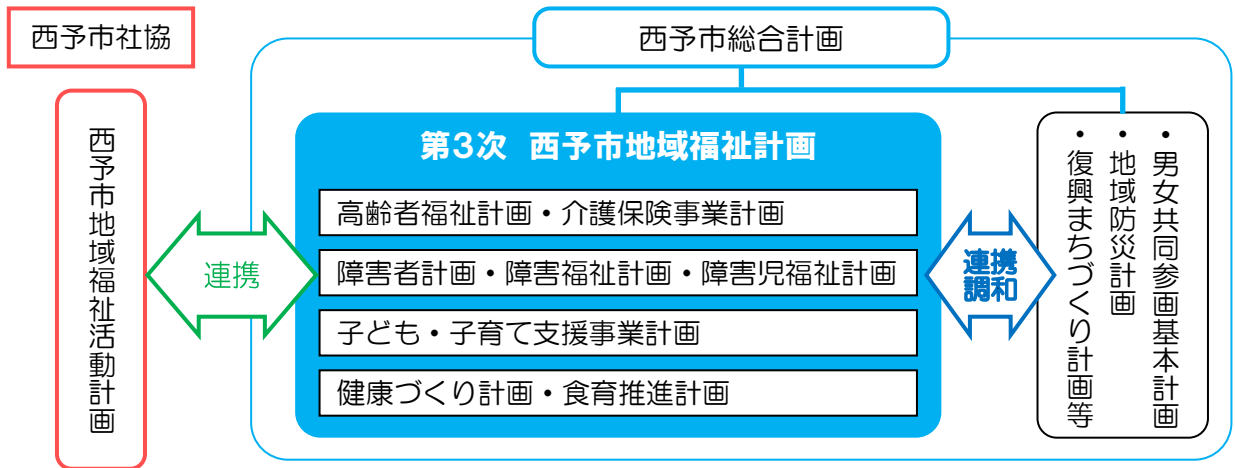 西予市社協
西予市総合計画
西予市地域福祉活動計画
連携
第3次 西予市地域福祉計画
高齢者福祉計画・介護保険事業計画
障害者計画・障害福祉計画・障害児福祉計画
子ども・子育て支援事業計画
健康づくり計画・食育推進計画
連携
調和
・男女共同参画基本計画
・地域防災計画
・復興まちづくり計画等